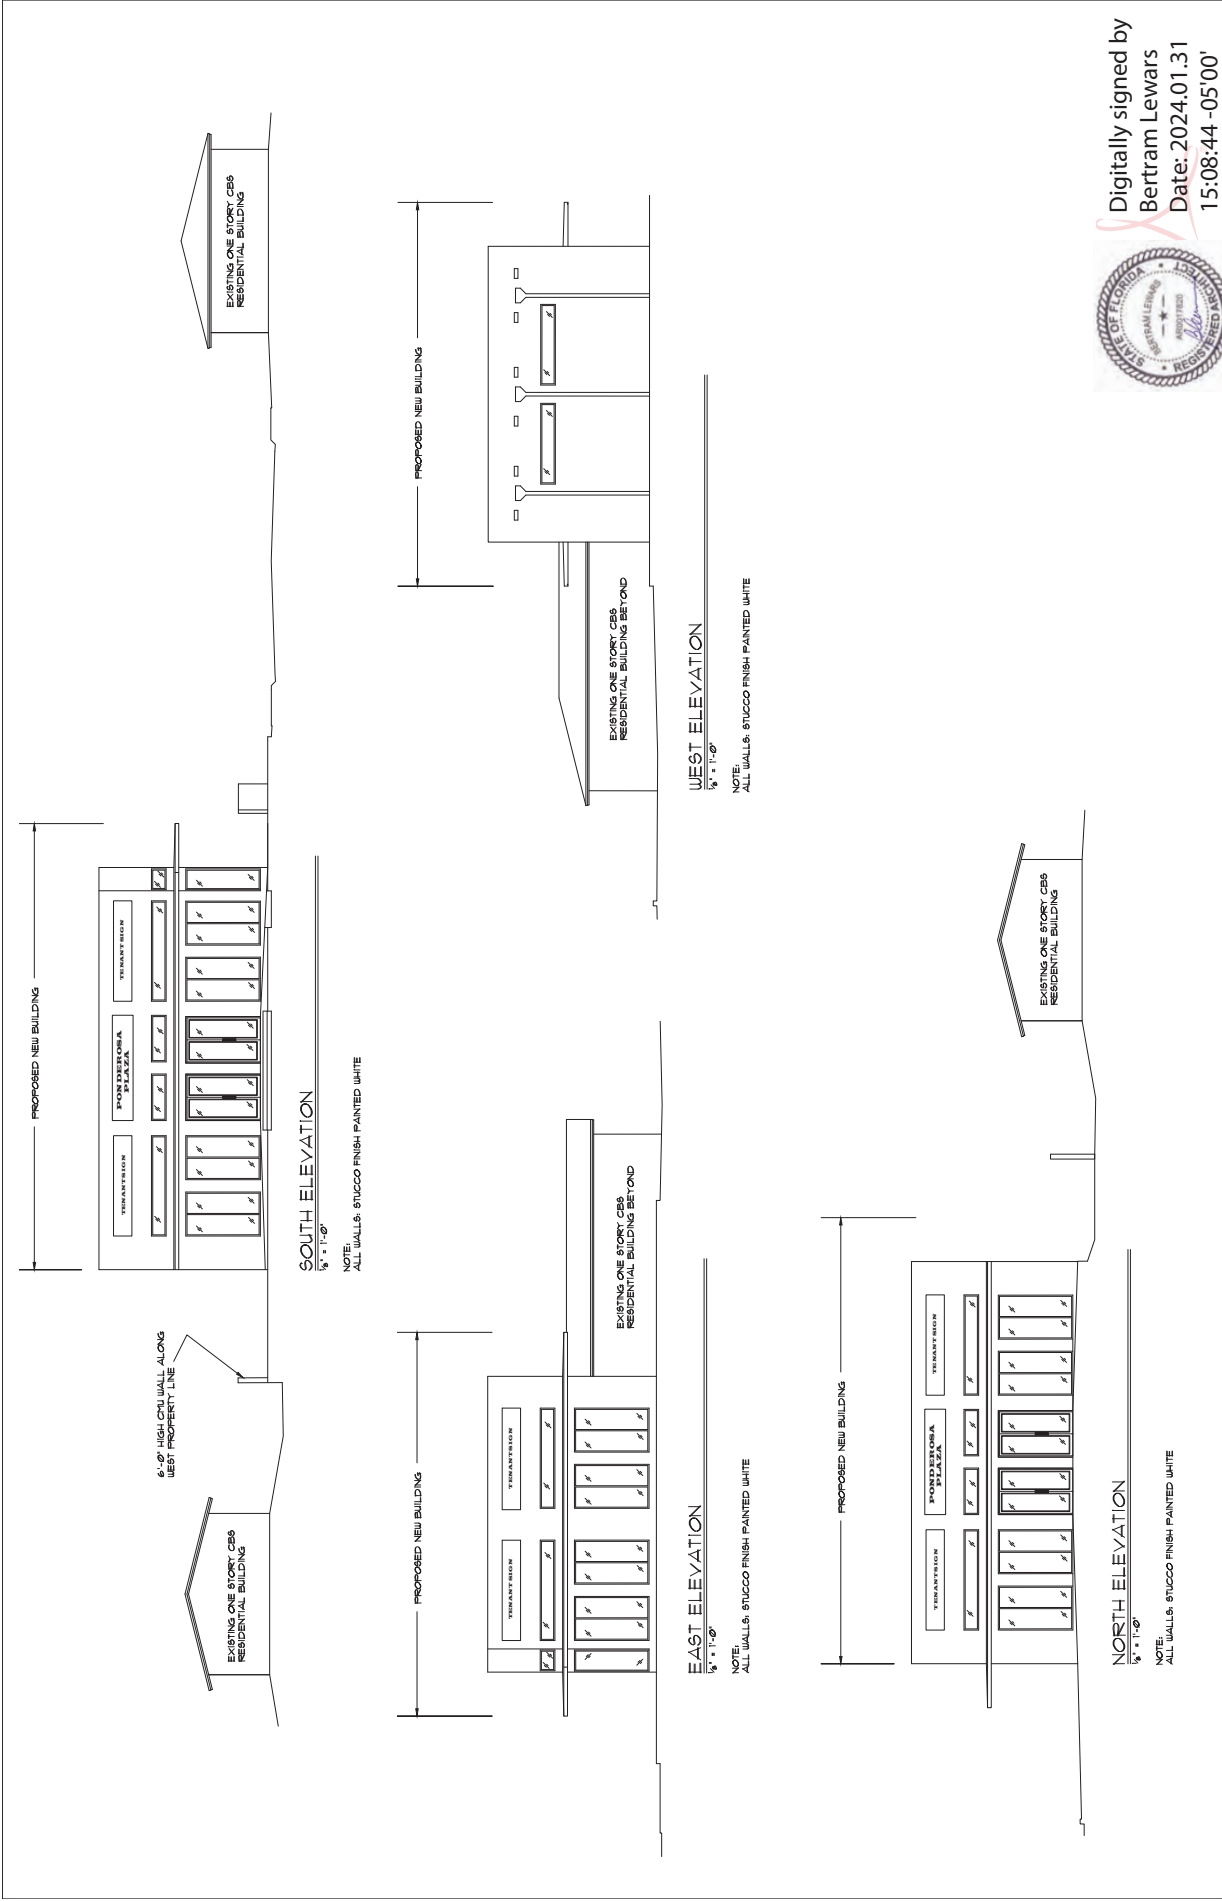 PROPOSED NEW BUILDING
TENANT SIGN
PONDEROSA
PLAZA
TENANT SIGN
6'-0" HIGH CMU WALL ALONG
WEST PROPERTY LINE
EXISTING ONE STORY CBS
RESIDENTIAL BUILDING
EXISTING ONE STORY CBS
RESIDENTIAL BUILDING
SOUTH ELEVATION
1/8" = 1'-0"
NOTE:
ALL WALLS: STUCCO FINISH PAINTED WHITE
PROPOSED NEW BUILDING
TENANT SIGN
TENANT SIGN
EXISTING ONE STORY CBS
RESIDENTIAL BUILDING BEYOND
EAST ELEVATION
1/8" = 1'-0"
NOTE:
ALL WALLS: STUCCO FINISH PAINTED WHITE
PROPOSED NEW BUILDING
EXISTING ONE STORY CBS
RESIDENTIAL BUILDING BEYOND
WEST ELEVATION
1/8" = 1'-0"
NOTE:
ALL WALLS: STUCCO FINISH PAINTED WHITE
PROPOSED NEW BUILDING
TENANT SIGN
PONDEROSA
PLAZA
TENANT SIGN
EXISTING ONE STORY CBS
RESIDENTIAL BUILDING
NORTH ELEVATION
1/8" = 1'-0"
NOTE:
ALL WALLS: STUCCO FINISH PAINTED WHITE
STATE OF FLORIDA
BERTRAM LEWARS
AR0017820
REGISTERED ARCHITECT
Digitally signed by
Bertram Lewars
Date: 2024.01.31
15:08:44 -05'00'